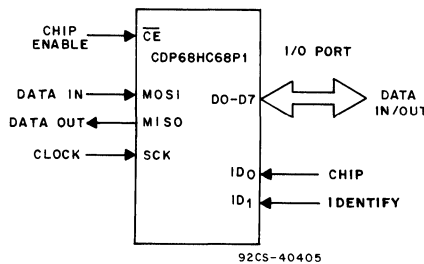 CHIP
ENABLE
CE
CDP68HC68P1
I/O PORT
DATA IN
MOSI
D0-D7
DATA
IN/OUT
DATA OUT
MISO
CLOCK
SCK
ID0
CHIP
ID1
IDENTIFY
92CS-40405